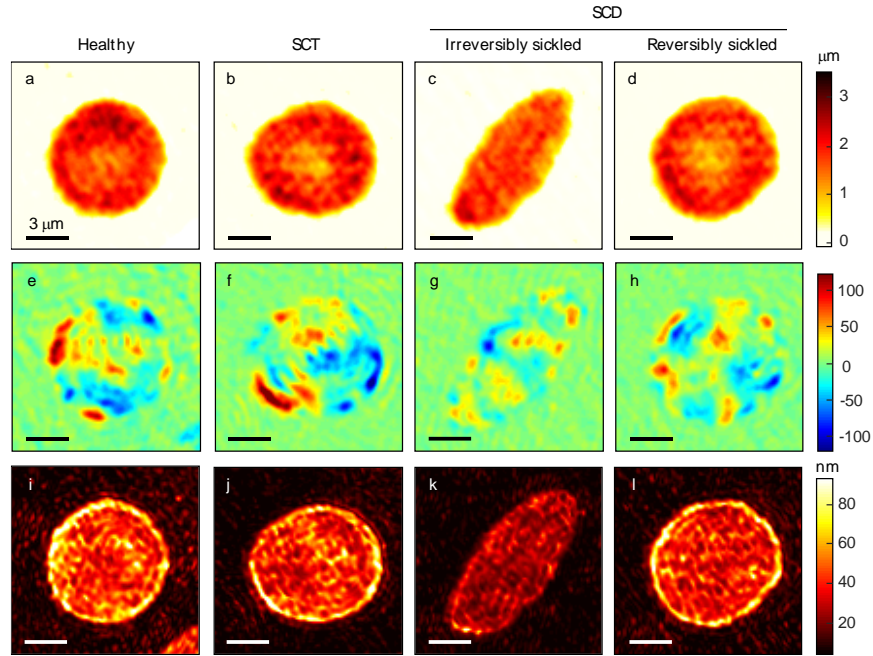 SCD
Healthy
SCT
Irreversibly sickled
Reversibly sickled
μm
a
b
c
d
3
2
1
0
3 μm
e
f
g
h
100
50
0
-50
-100
nm
i
j
k
l
80
60
40
20